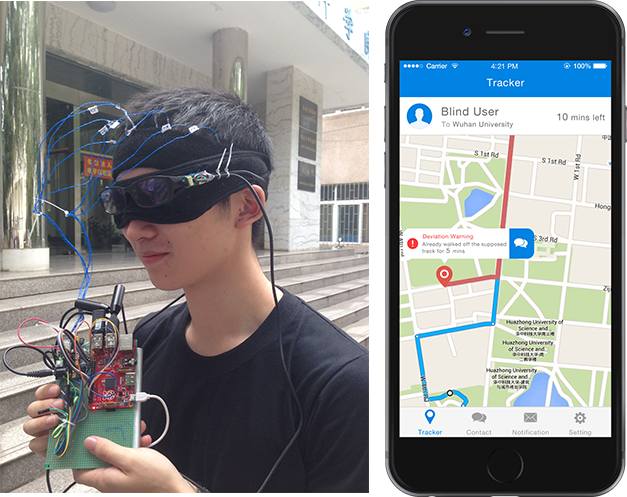 Carrier
4:21 PM
100%
Tracker
Blind User
To Wuhan University
10 mins left
S 1st Rd
S 1st Rd
W 1st Rd
Hong
Deviation Warning
Already walked off the supposed
track for 5 mins
S 3rd Rd
Ziji
Huazhong University of
Science and..
Huazhong University of
Science and...
Huazhong University of
Science and..
Tracker
Contact
Notification
Setting